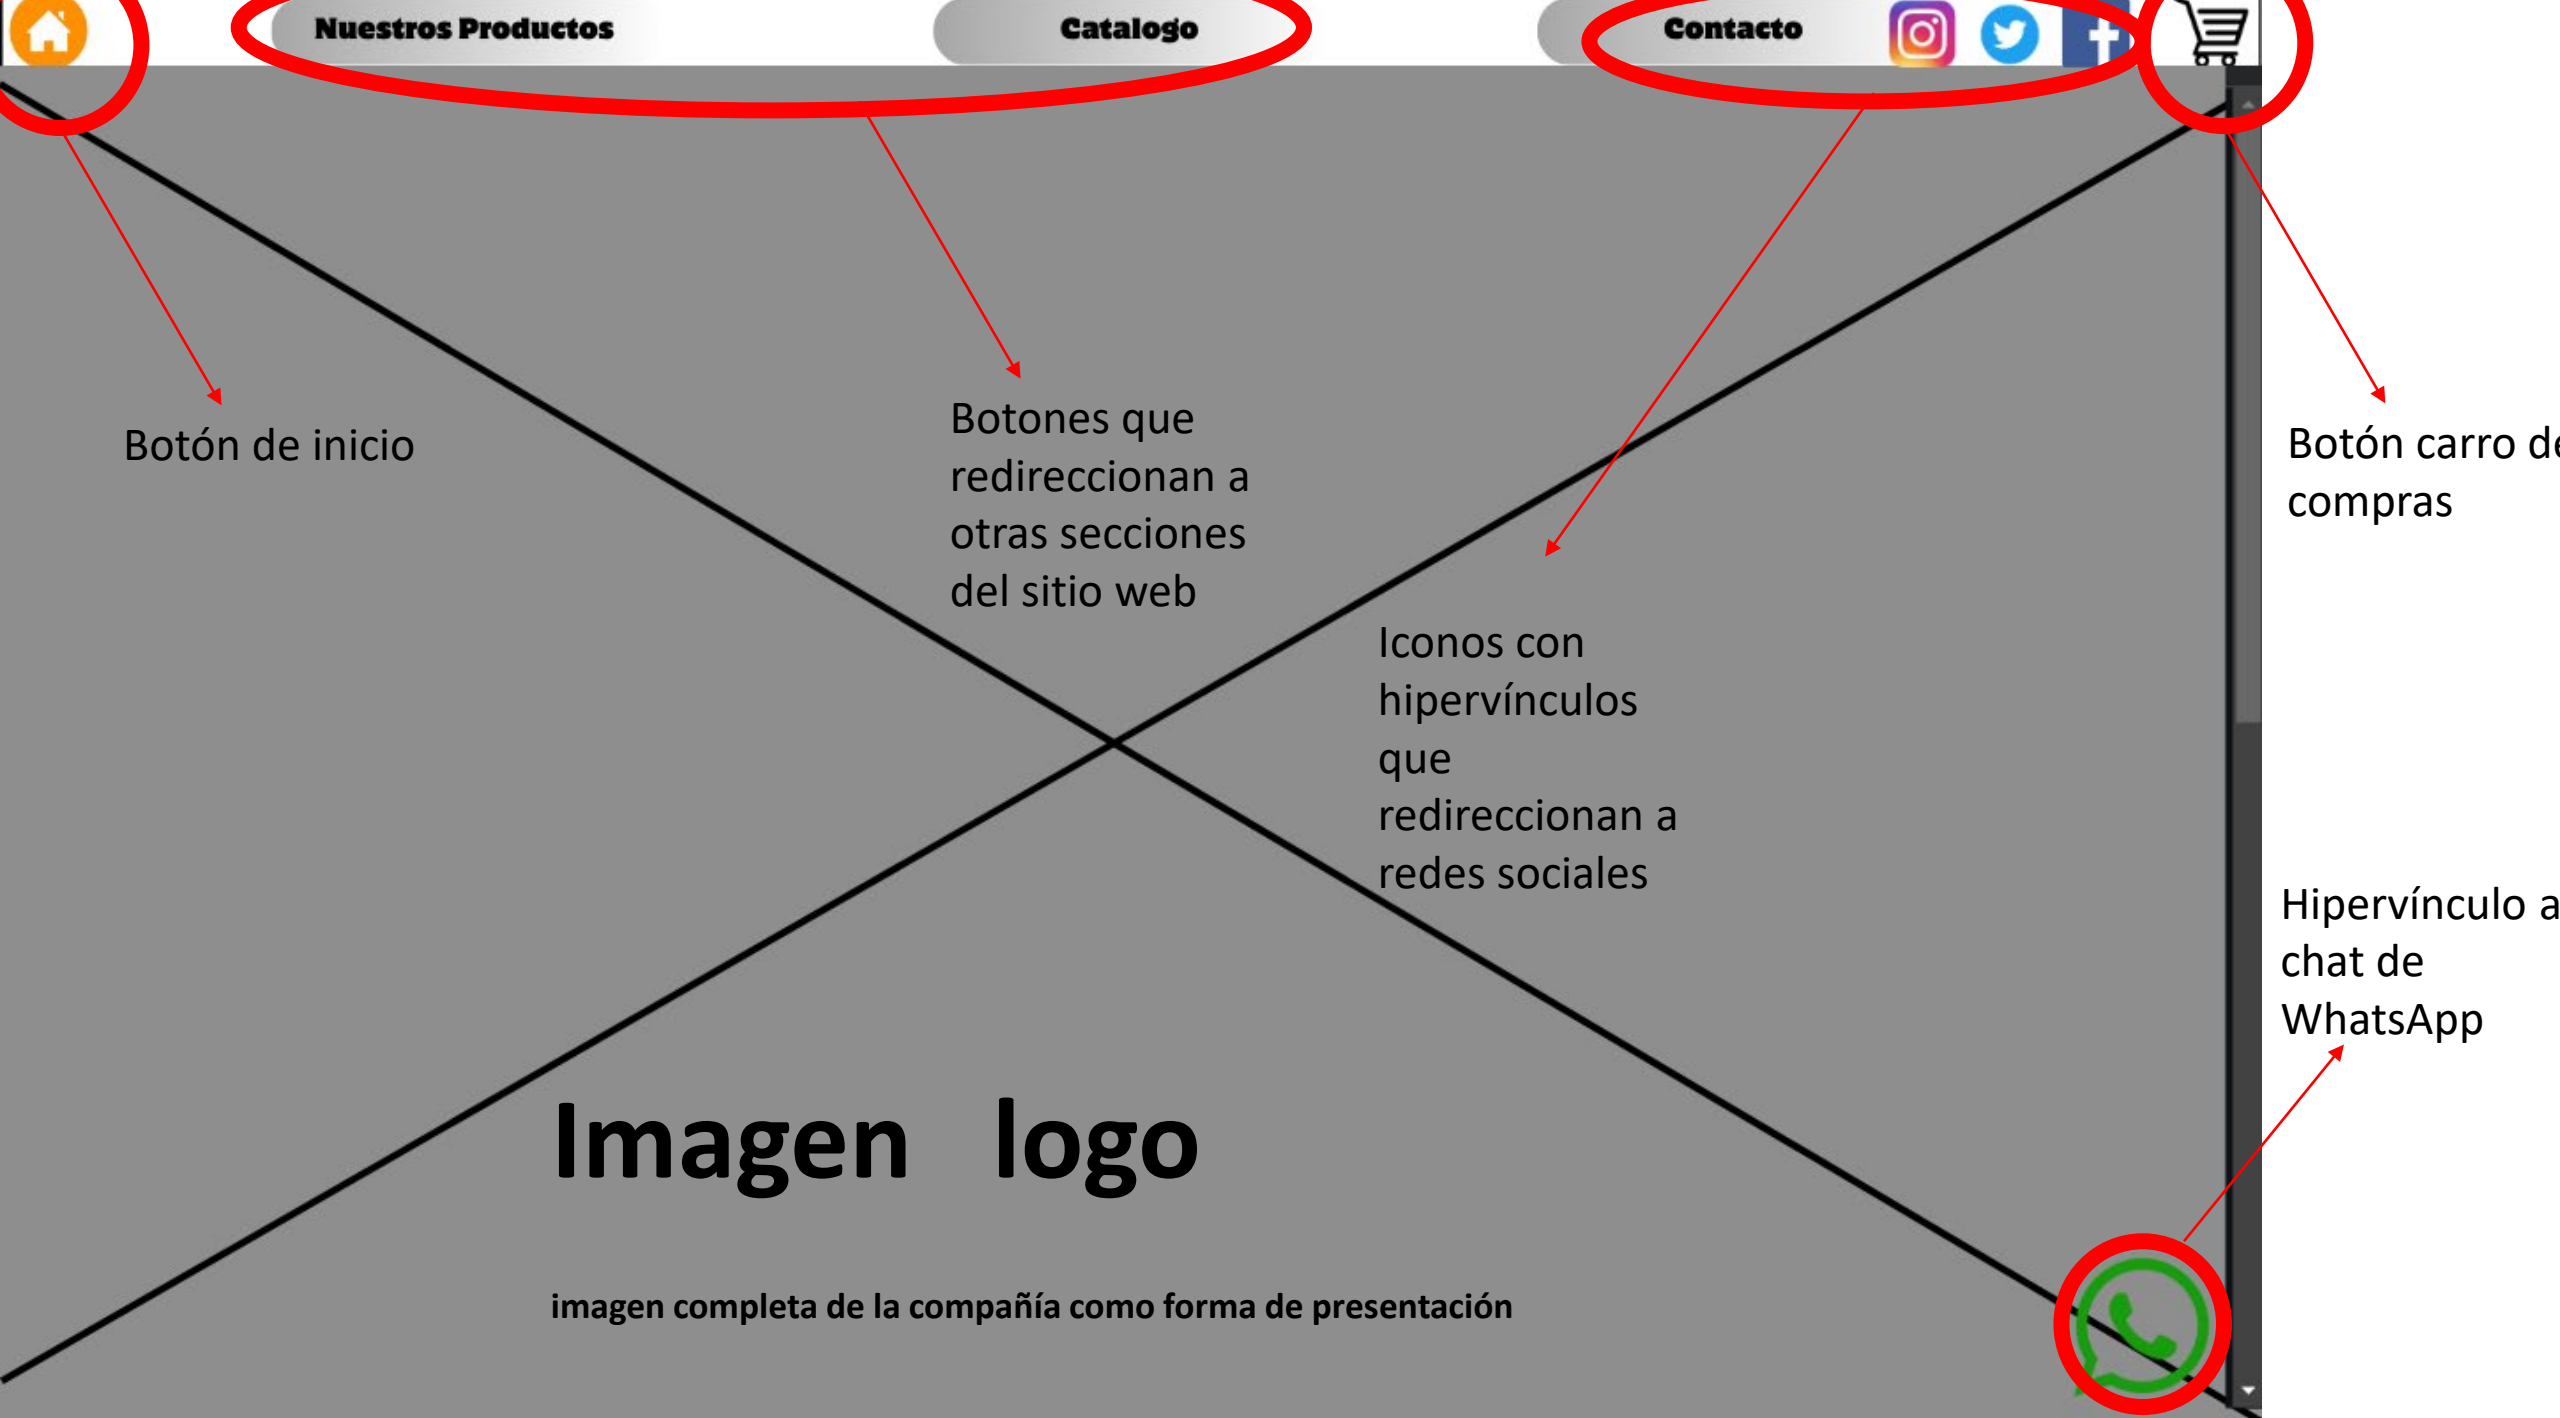 Nuestros Productos
Catalogo
Contacto
Botón de inicio
Botones que
redireccionan a
otras secciones
del sitio web
Iconos con
hipervínculos
que
redireccionan a
redes sociales
Botón carro de
compras
Hipervínculo a
chat de
WhatsApp
Imagen logo
imagen completa de la compañía como forma de presentación